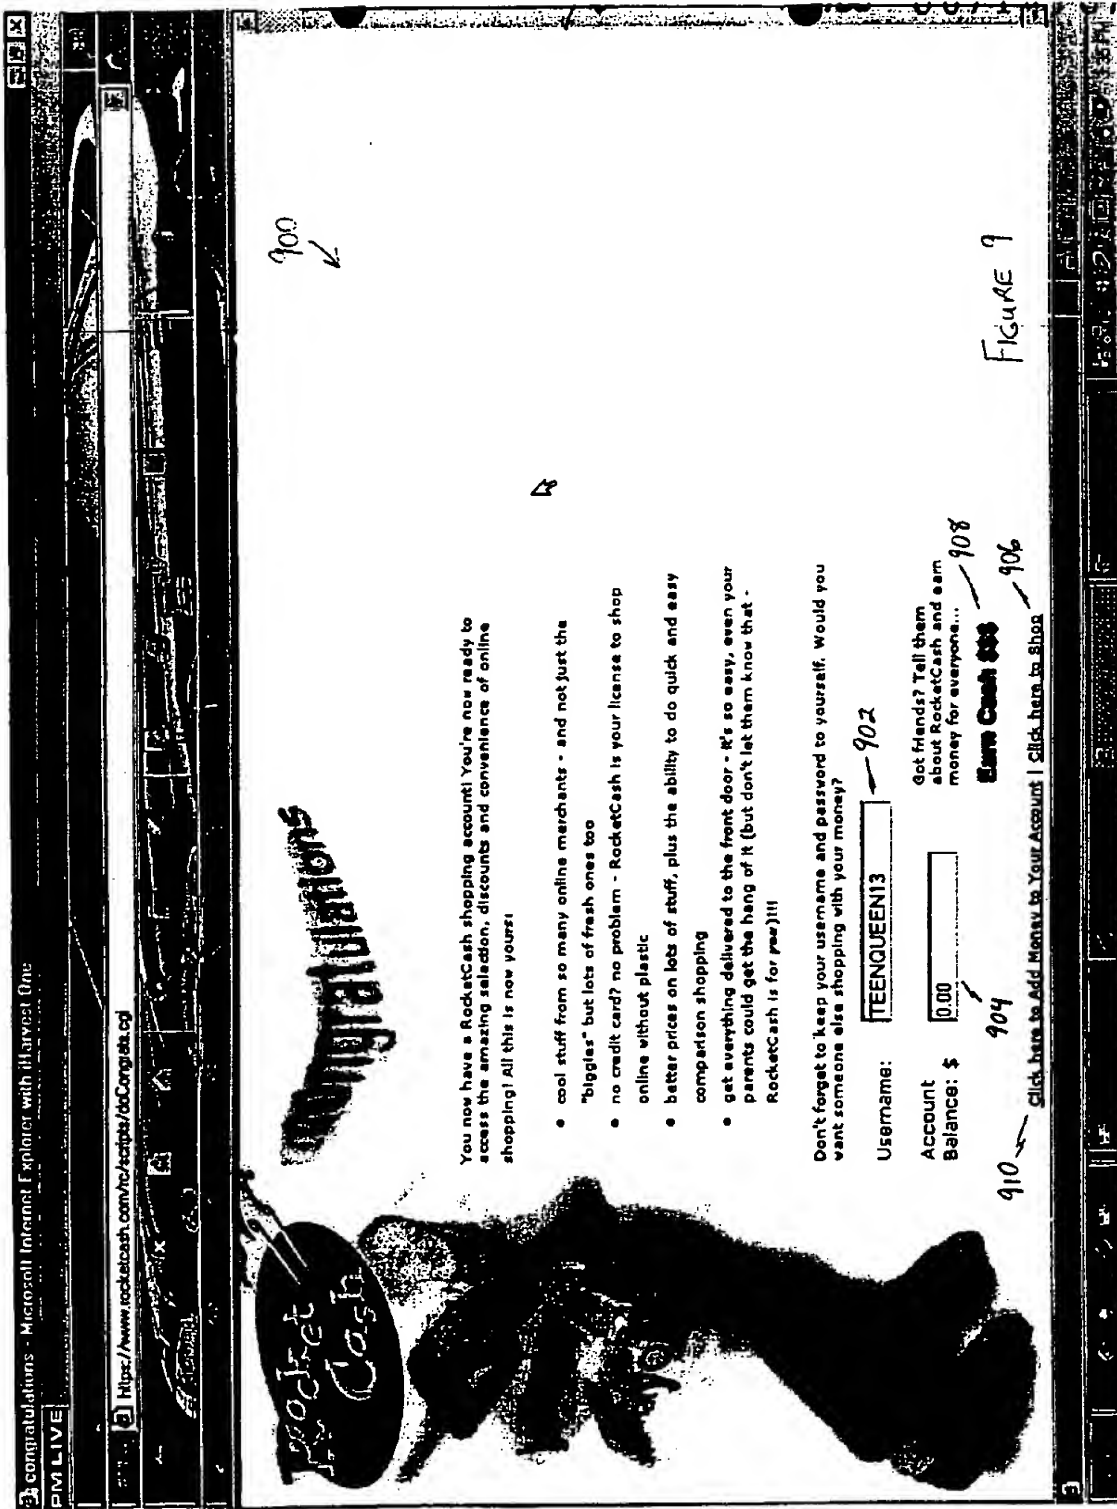 congratulations - Microsoft Internet Explorer with iHarvest One
PM LIVE
https://www.rocketcash.com/rc/scripts/doCongrats.cgi
Rocket
Cash
Congratulations
900
You now have a RocketCash shopping account! You're now ready to
access the amazing selection, discounts and convenience of online
shopping! All this is now yours!
• cool stuff from so many online merchants - and not just the
"biggies" but lots of fresh ones too
• no credit card? no problem - RocketCash is your license to shop
online without plastic
• better prices on lots of stuff, plus the ability to do quick and easy
comparison shopping
• get everything delivered to the front door - it's so easy, even your
parents could get the hang of it (but don't let them know that -
RocketCash is for you)!!!
Don't forget to keep your username and password to yourself. Would you
want someone else shopping with your money?
Username: TEENQUEEN13 902
Account
Balance: $ 0.00
904
Got friends? Tell them
about RocketCash and earn
money for everyone...
Earn Cash $$$ 908
910 Click here to Add Money to Your Account | Click here to Shop 906
FIGURE 9